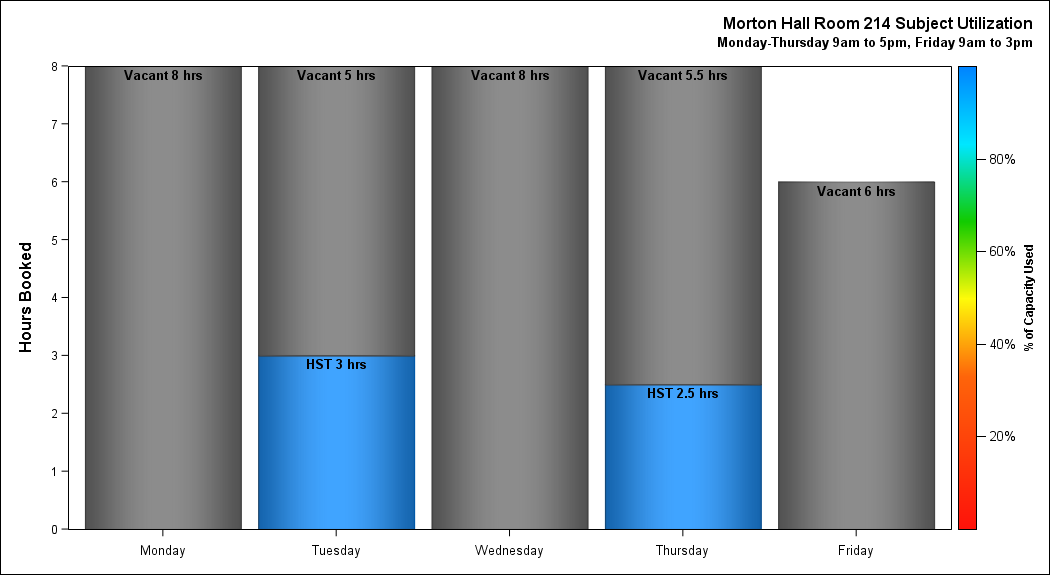 Morton Hall Room 214 Subject Utilization
Monday-Thursday 9am to 5pm, Friday 9am to 3pm
Hours Booked
8
7
6
5
4
3
2
1
0
Vacant 8 hrs
Vacant 5 hrs
Vacant 8 hrs
Vacant 5.5 hrs
Vacant 6 hrs
HST 3 hrs
HST 2.5 hrs
Monday
Tuesday
Wednesday
Thursday
Friday
80%
60%
40%
20%
% of Capacity Used